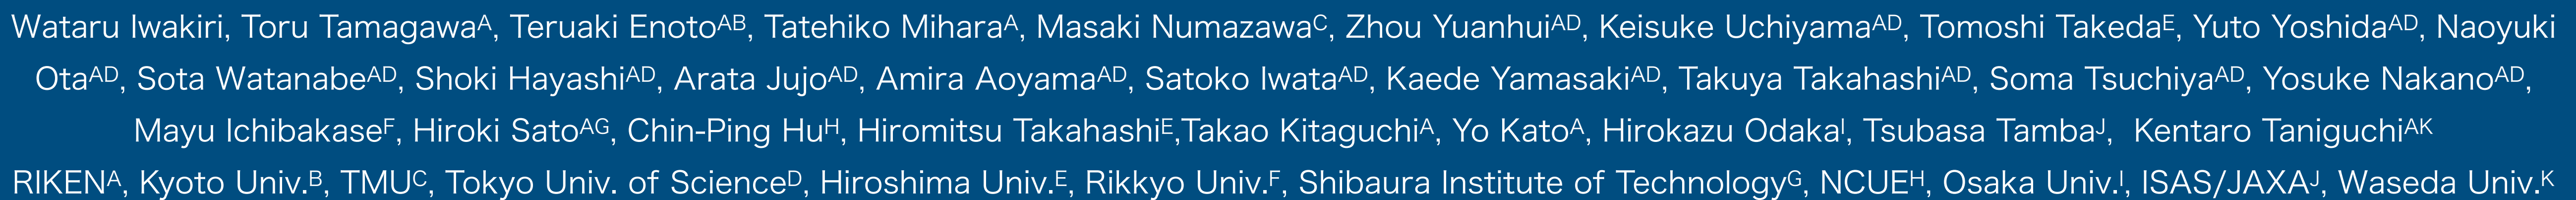 Wataru Iwakiri, Toru TamagawaA, Teruaki EnotoAB, Tatehiko MiharaA, Masaki NumazawaC, Zhou YuanhuiAD, Keisuke UchiyamaAD, Tomoshi TakedaE, Yuto YoshidaAD, Naoyuki
OtaAD, Sota WatanabeAD, Shoki HayashiAD, Arata JujoAD, Amira AoyamaAD, Satoko IwataAD, Kaede YamasakiAD, Takuya TakahashiAD, Soma TsuchiyaAD, Yosuke NakanoAD,
Mayu IchibakaseF, Hiroki SatoAG, Chin-Ping HuH, Hiromitsu TakahashiE,Takao KitaguchiA, Yo KatoA, Hirokazu OdakaI, Tsubasa TambaJ, Kentaro TaniguchiAK
RIKENA, Kyoto Univ.B, TMUC, Tokyo Univ. of ScienceD, Hiroshima Univ.E, Rikkyo Univ.F, Shibaura Institute of TechnologyG, NCUEH, Osaka Univ.I, ISAS/JAXAJ, Waseda Univ.K